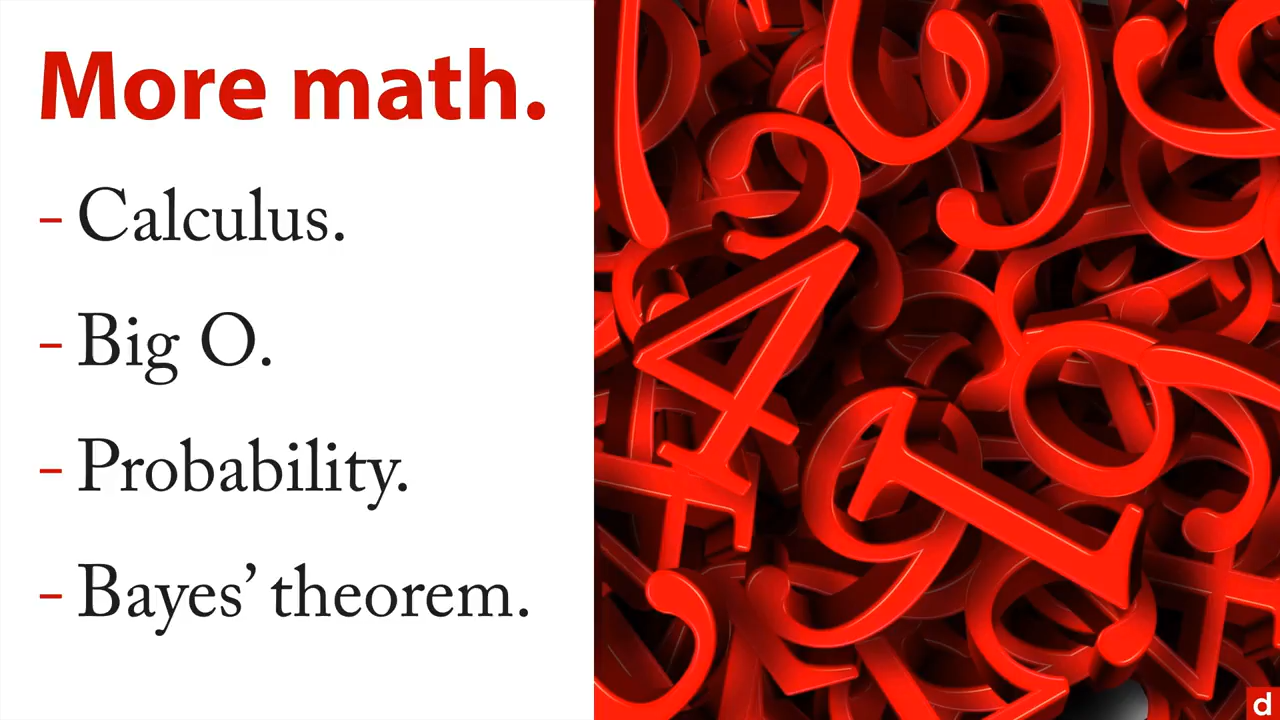 More math.
- Calculus.
- Big O.
- Probability.
- Bayes’ theorem.
d